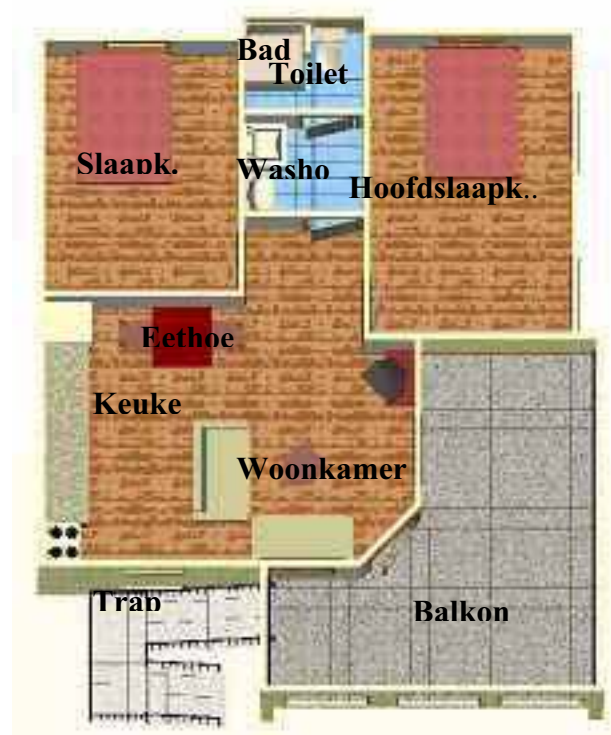 Bad
Toilet
Slaapk.
Washo
Hoofdslaapk..
Eethoe
Keuke
Woonkamer
Trap
Balkon